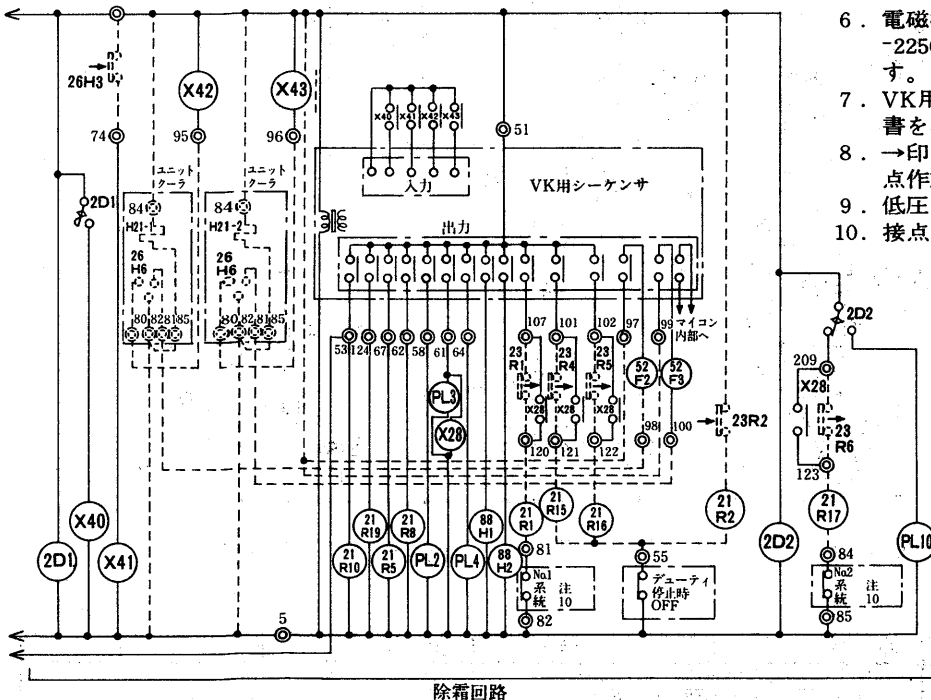 6．電磁
-225
す。
7．VK用
書を
8．→印
点作
9．低圧
10．接点
26H3
X42
X43
74
95
96
51
X40
X41
X42
X43
入力
VK用シーケンサ
出力
ユニット
クーラ
ユニット
クーラ
2D1
84
H21-1
26
H6
80
82
81
85
84
H21-2
26
H6
80
82
81
85
53
124
67
62
58
61
64
107
101
102
97
99
マイコン
内部へ
23
R1
23
R4
23
R5
X28
X28
X28
52
F2
52
F3
PL3
X28
120
121
122
98
100
23R2
2D2
209
X28
23
R6
123
X40
2D1
X41
21
R10
21
R19
21
R5
21
R8
PL2
PL4
88
H1
88
H2
21
R1
21
R15
21
R16
21
R2
2D2
21
R17
PL10
81
No.1
系
統
注
10
82
55
デューティ
停止時
OFF
84
No.2
系
統
注
10
85
5
除霜回路